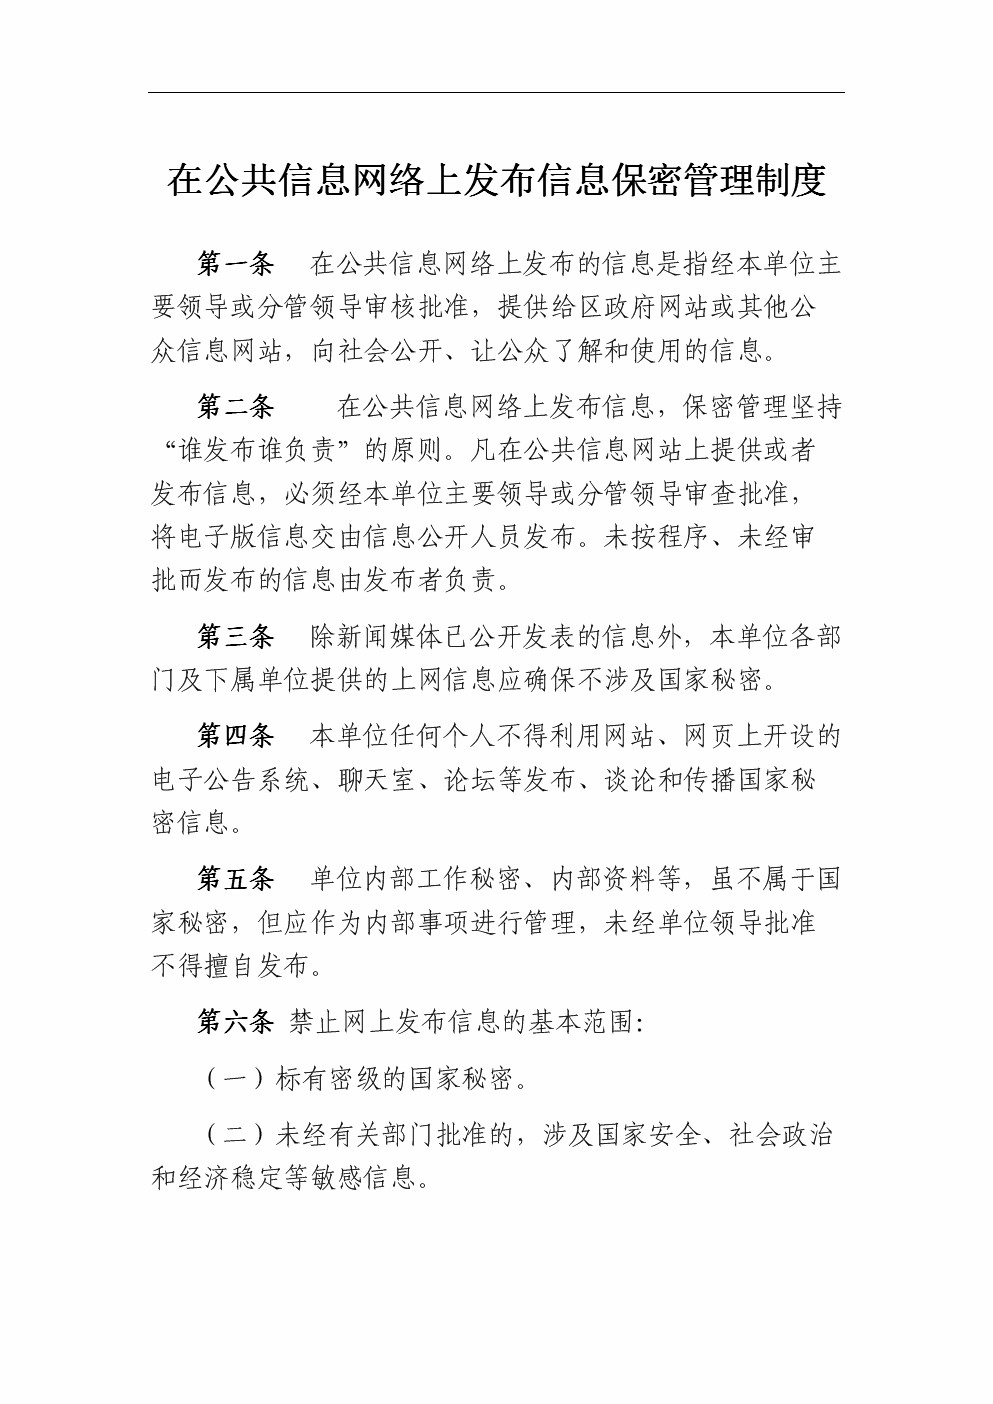 在公共信息网络上发布信息保密管理制度
第一条 在公共信息网络上发布的信息是指经本单位主
要领导或分管领导审核批准，提供给区政府网站或其他公
众信息网站，向社会公开、让公众了解和使用的信息。
第二条 在公共信息网络上发布信息，保密管理坚持
“谁发布谁负责”的原则。凡在公共信息网站上提供或者
发布信息，必须经本单位主要领导或分管领导审查批准，
将电子版信息交由信息公开人员发布。未按程序、未经审
批而发布的信息由发布者负责。
第三条 除新闻媒体已公开发表的信息外，本单位各部
门及下属单位提供的上网信息应确保不涉及国家秘密。
第四条 本单位任何个人不得利用网站、网页上开设的
电子公告系统、聊天室、论坛等发布、谈论和传播国家秘
密信息。
第五条 单位内部工作秘密、内部资料等，虽不属于国
家秘密，但应作为内部事项进行管理，未经单位领导批准
不得擅自发布。
第六条 禁止网上发布信息的基本范围：
（一）标有密级的国家秘密。
（二）未经有关部门批准的，涉及国家安全、社会政治
和经济稳定等敏感信息。